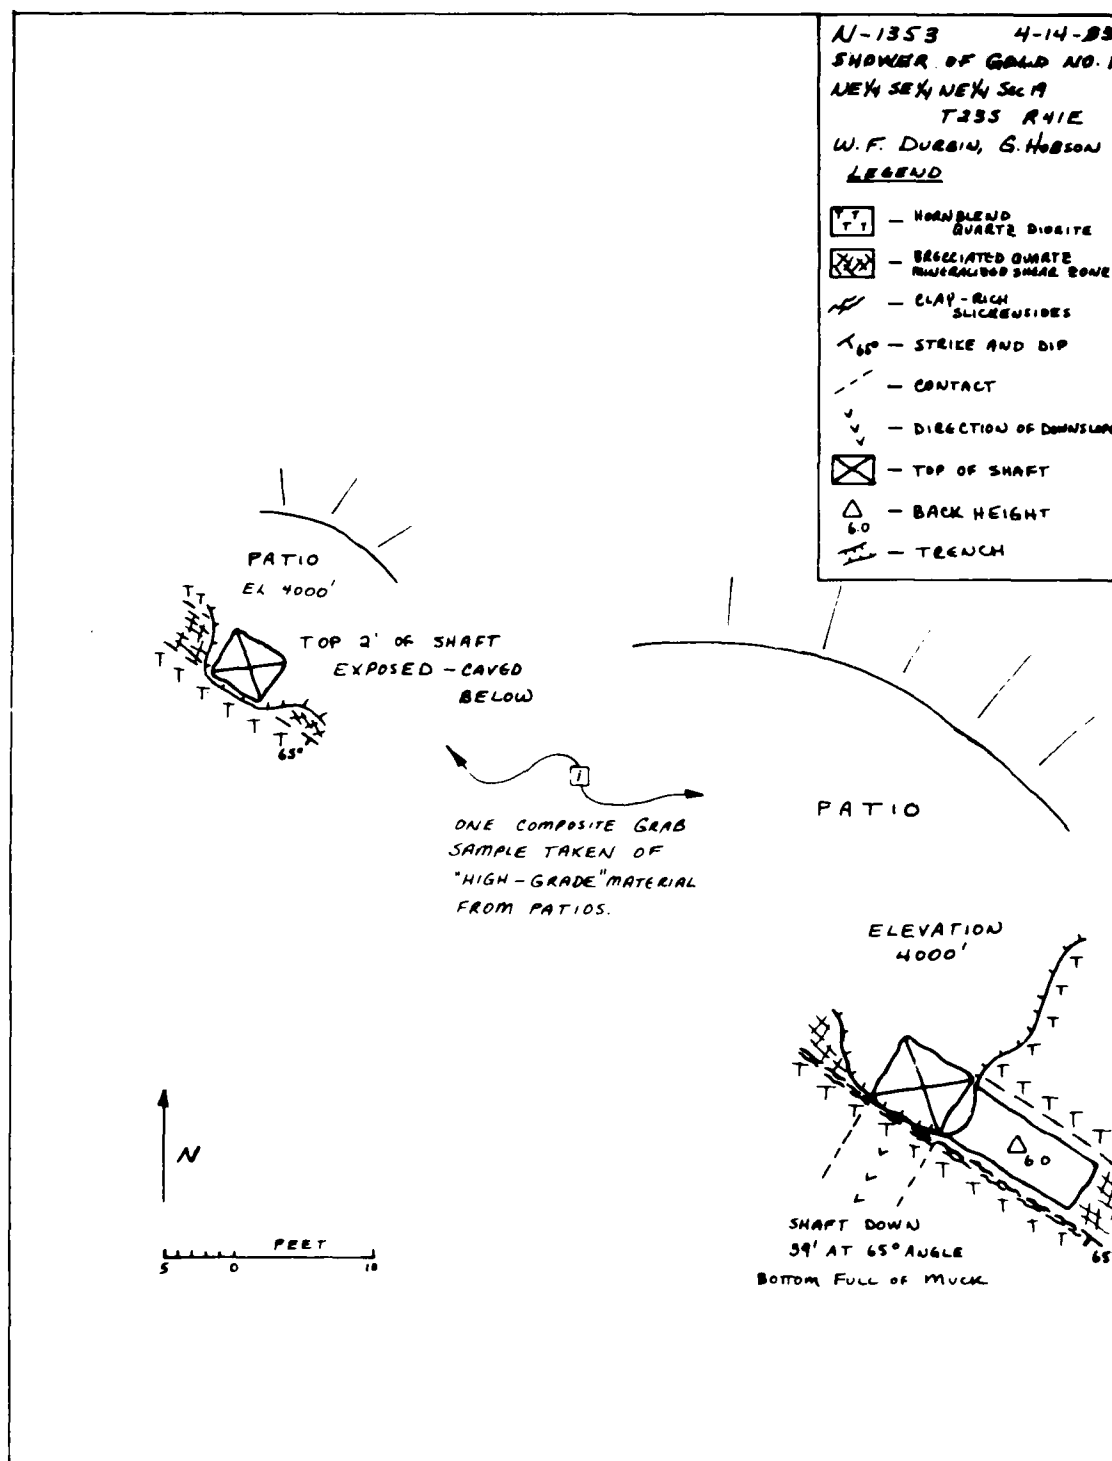 N-1353 4-14-83
SHOWER OF GOLD NO. 1
NE¼ SE¼ NE¼ Sec 19
T23S R41E
W.F. DURBIN, G. HOBSON
LEGEND
T T T T — HORNBLEND
QUARTZ DIORITE
— BRECCIATED QUARTZ
MINERALIZED SHEAR ZONE
— CLAY-RICH
SLICKENSIDES
65° — STRIKE AND DIP
— CONTACT
— DIRECTION OF DOWNSLOPE
— TOP OF SHAFT
— BACK HEIGHT
6.0
— TRENCH
PATIO
EL 4000'
TOP 2' OF SHAFT
EXPOSED - CAVED
BELOW
65°
1
ONE COMPOSITE GRAB
SAMPLE TAKEN OF
"HIGH-GRADE" MATERIAL
FROM PATIOS.
PATIO
ELEVATION
4000'
6.0
N
SHAFT DOWN
39' AT 65° ANGLE
BOTTOM FULL OF MUCK
65
FEET
5 0 10